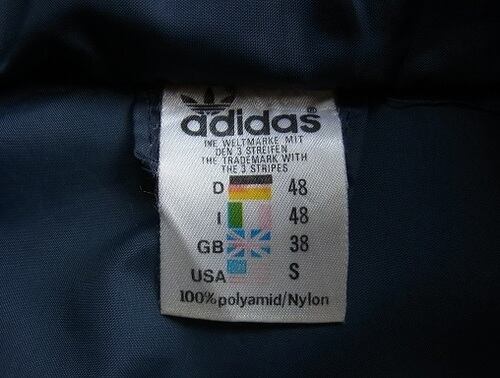 adidas®
DIE WELTMARKE MIT
DEN 3 STREIFEN
THE TRADEMARK WITH
THE 3 STRIPES
D 48
I 48
GB 38
USA S
100% polyamid/Nylon